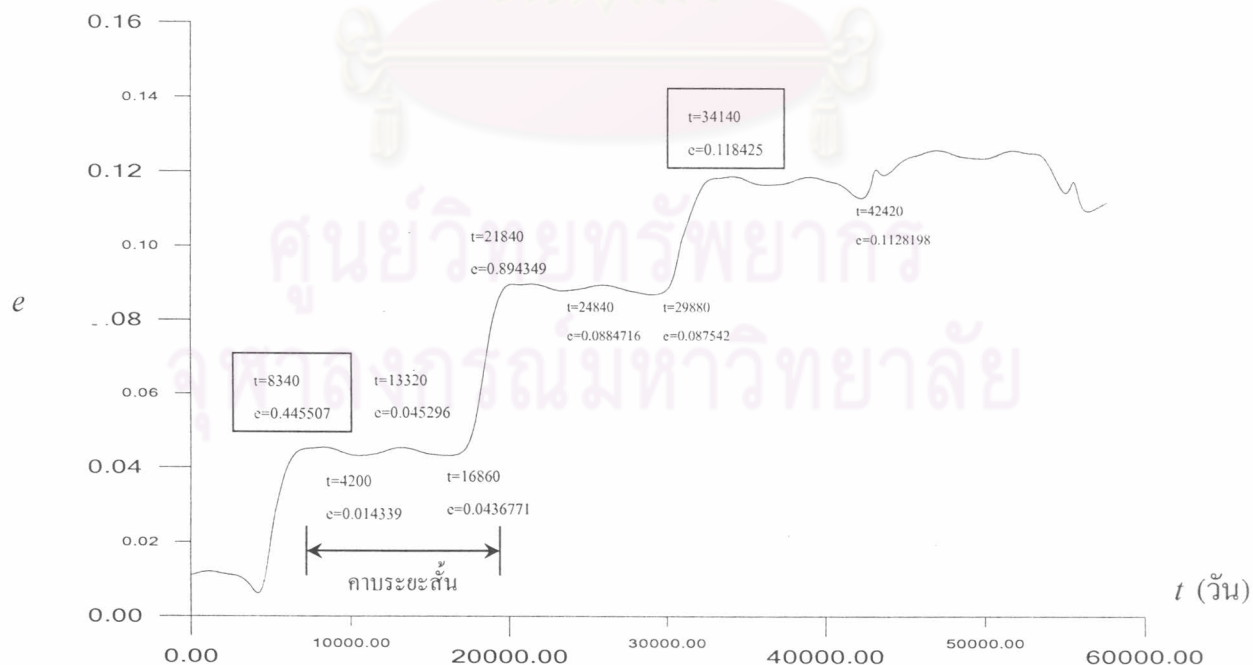 0.16
0.14
t=34140
e=0.118425
0.12
t=42420
e=0.1128198
ศูนย์วิทยทรัพยากร
t=21840
e=0.894349
0.10
e
t=24840
e=0.0884716
t=29880
e=0.087542
.08
จุฬาลงกรณ์มหาวิทยาลัย
t=8340
e=0.445507
t=13320
e=0.045296
0.06
0.04
t=4200
e=0.014339
t=16860
e=0.0436771
0.02
คาบระยะสั้น
0.00
t (วัน)
0.00 10000.00 20000.00 30000.00 40000.00 50000.00 60000.00